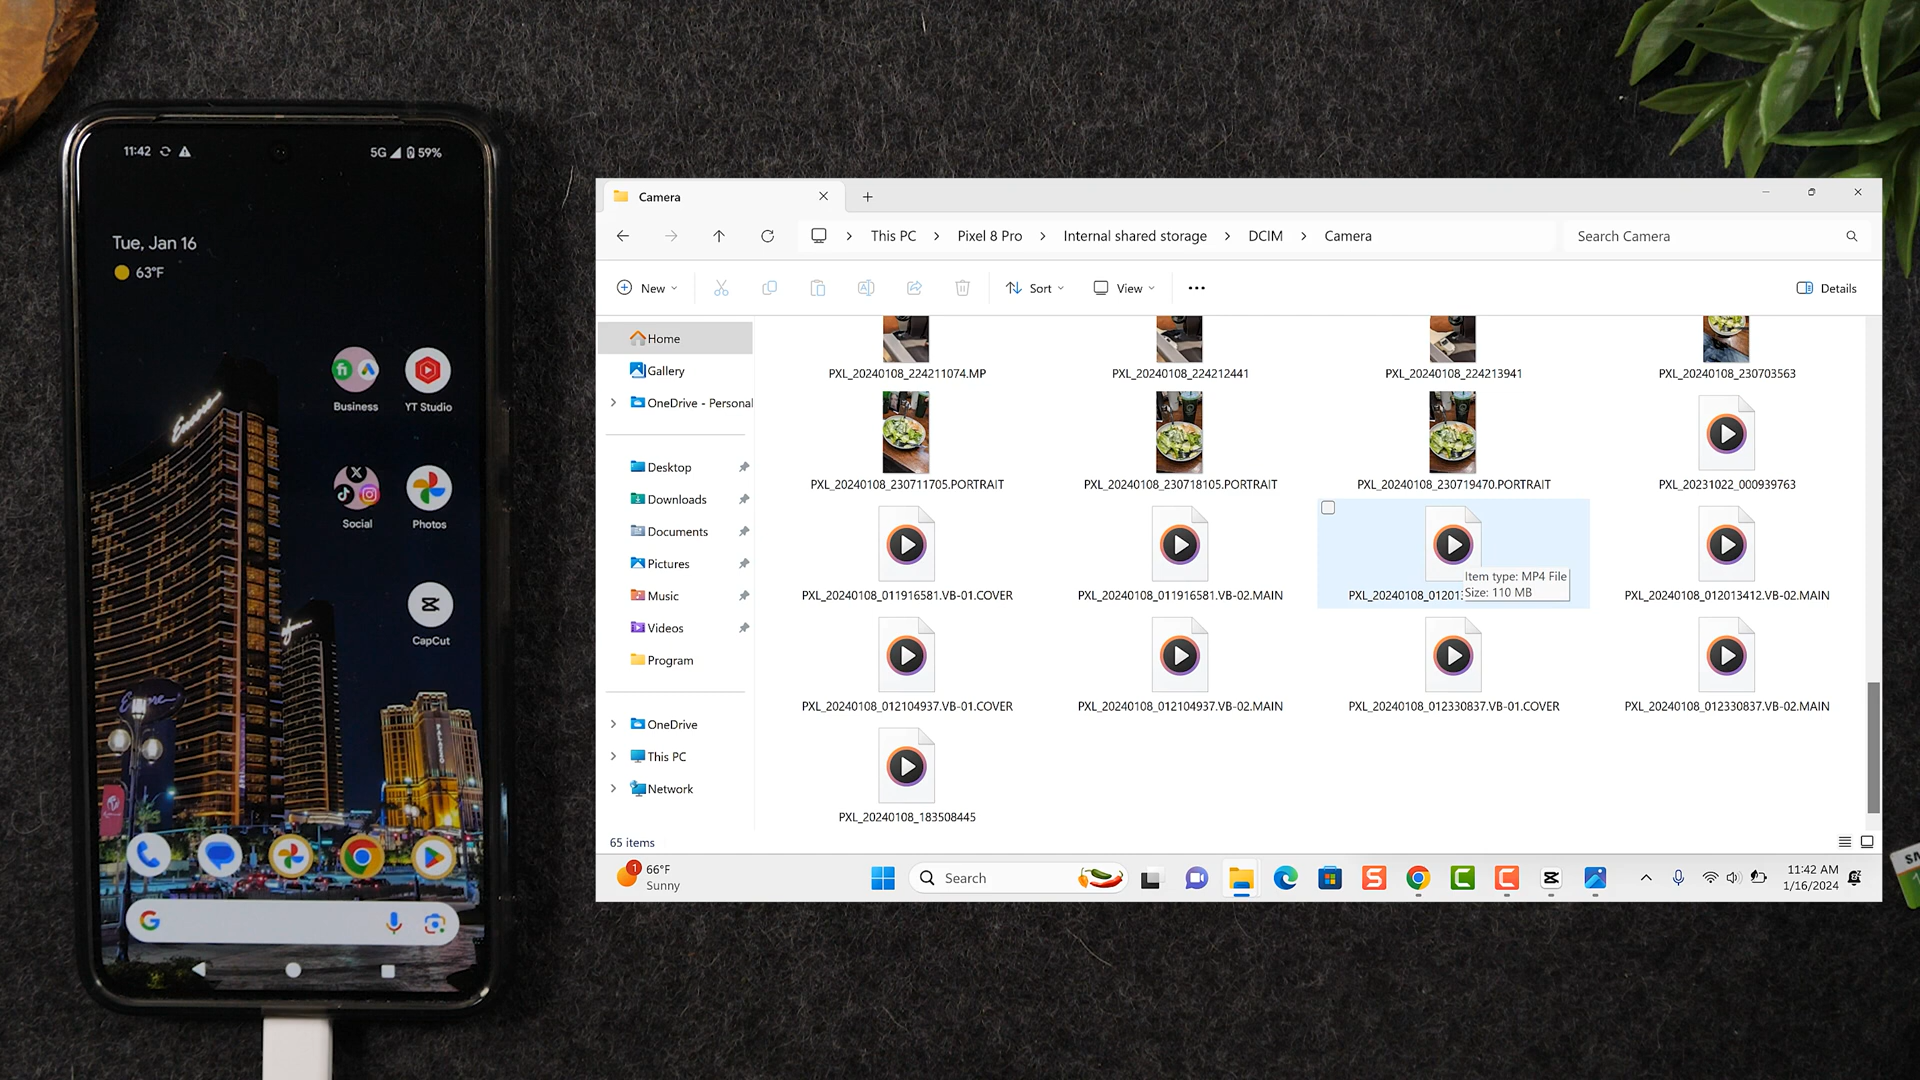 11:42
5G 59%
Tue, Jan 16
63°F
Business
YT Studio
Social
Photos
CapCut
Encore
Camera
This PC
Pixel 8 Pro
Internal shared storage
DCIM
Camera
Search Camera
New
Sort
View
Details
Home
Gallery
OneDrive - Personal
Desktop
Downloads
Documents
Pictures
Music
Videos
Program
OneDrive
This PC
Network
PXL_20240108_224211074.MP
PXL_20240108_224212441
PXL_20240108_224213941
PXL_20240108_230703563
PXL_20240108_230711705.PORTRAIT
PXL_20240108_230718105.PORTRAIT
PXL_20240108_230719470.PORTRAIT
PXL_20231022_000939763
PXL_20240108_011916581.VB-01.COVER
PXL_20240108_011916581.VB-02.MAIN
Item type: MP4 File
Size: 110 MB
PXL_20240108_012013412.VB-02.MAIN
PXL_20240108_012104937.VB-01.COVER
PXL_20240108_012104937.VB-02.MAIN
PXL_20240108_012330837.VB-01.COVER
PXL_20240108_012330837.VB-02.MAIN
PXL_20240108_183508445
65 items
1
66°F
Sunny
Search
11:42 AM
1/16/2024